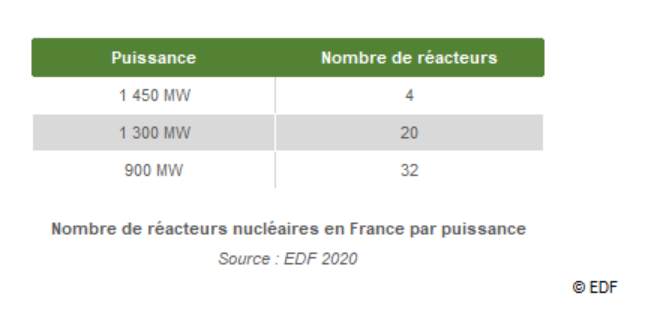 Puissance Nombre de réacteurs
1 450 MW 4
1 300 MW 20
900 MW 32
Nombre de réacteurs nucléaires en France par puissance
Source : EDF 2020
© EDF